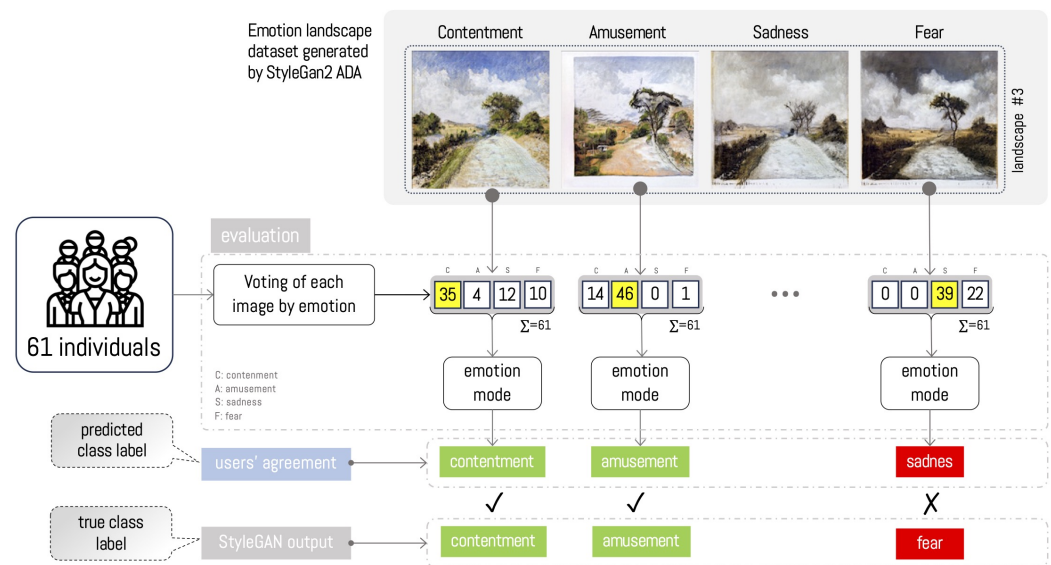 Emotion landscape
dataset generated
by StyleGan2 ADA
Contentment
Amusement
Sadness
Fear
landscape #3
61 individuals
evaluation
Voting of each
image by emotion
C A S F
35 4 12 10
∑=61
C A S F
14 46 0 1
∑=61
•••
C A S F
0 0 39 22
∑=61
emotion
mode
emotion
mode
emotion
mode
C: contenment
A: amusement
S: sadness
F: fear
predicted
class label
users' agreement
contentment
amusement
sadnes
✓
✓
✗
true class
label
StyleGAN output
contentment
amusement
fear